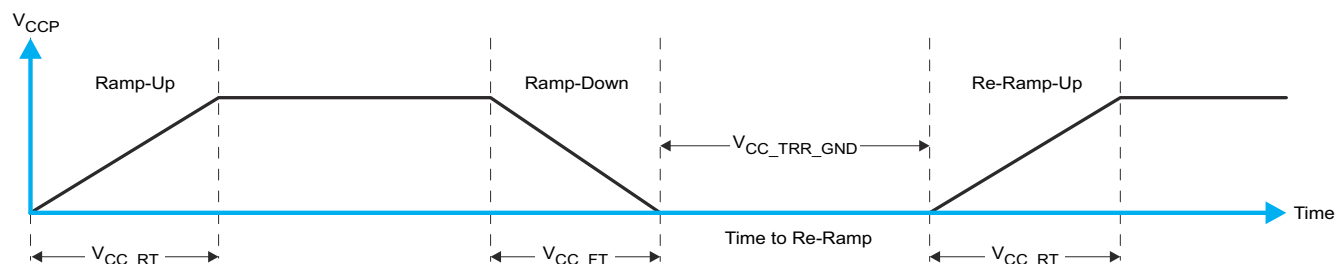 VCCP
Ramp-Up
Ramp-Down
Re-Ramp-Up
VCC_TRR_GND
Time
Time to Re-Ramp
VCC_RT
VCC_FT
VCC_RT